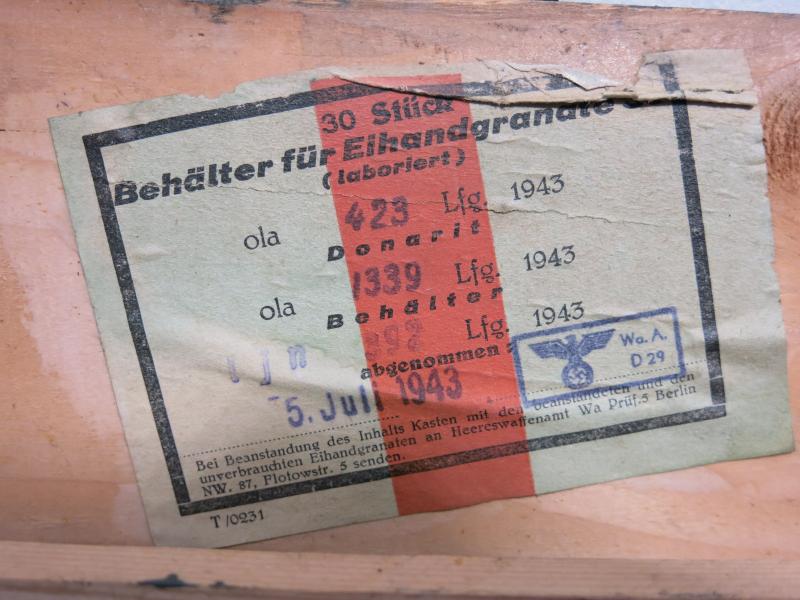 30 Stück
Behälter für Eihandgranate
(laboriert)
ola 423 Lfg. 1943
Donarit
ola 1339 Lfg. 1943
Behälter
Lfg. 1943
abgenommen
5. Juli 1943
Wa. A.
D 29
Bei Beanstandung des Inhalts Kasten mit den beanstandeten und den
unverbrauchten Eihandgranaten an Heereswaffenamt Wa Prüf. 5 Berlin
NW. 87, Flotowstr. 5 senden.
T/0231